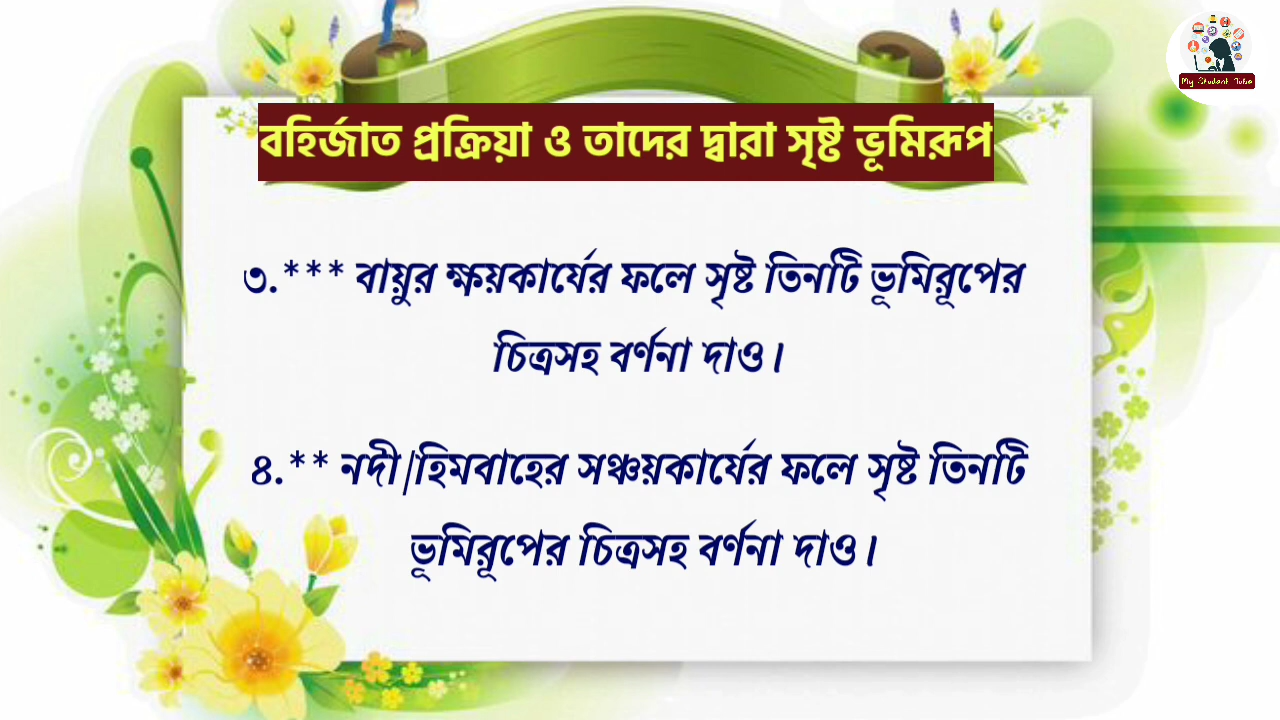 My Student Tube
বহির্জাত প্রক্রিয়া ও তাদের দ্বারা সৃষ্ট ভূমিরূপ
৩.*** বায়ুর ক্ষয়কার্যের ফলে সৃষ্ট তিনটি ভূমিরূপের
চিত্রসহ বর্ণনা দাও।
৪.** নদী/হিমবাহের সঞ্চয়কার্যের ফলে সৃষ্ট তিনটি
ভূমিরূপের চিত্রসহ বর্ণনা দাও।